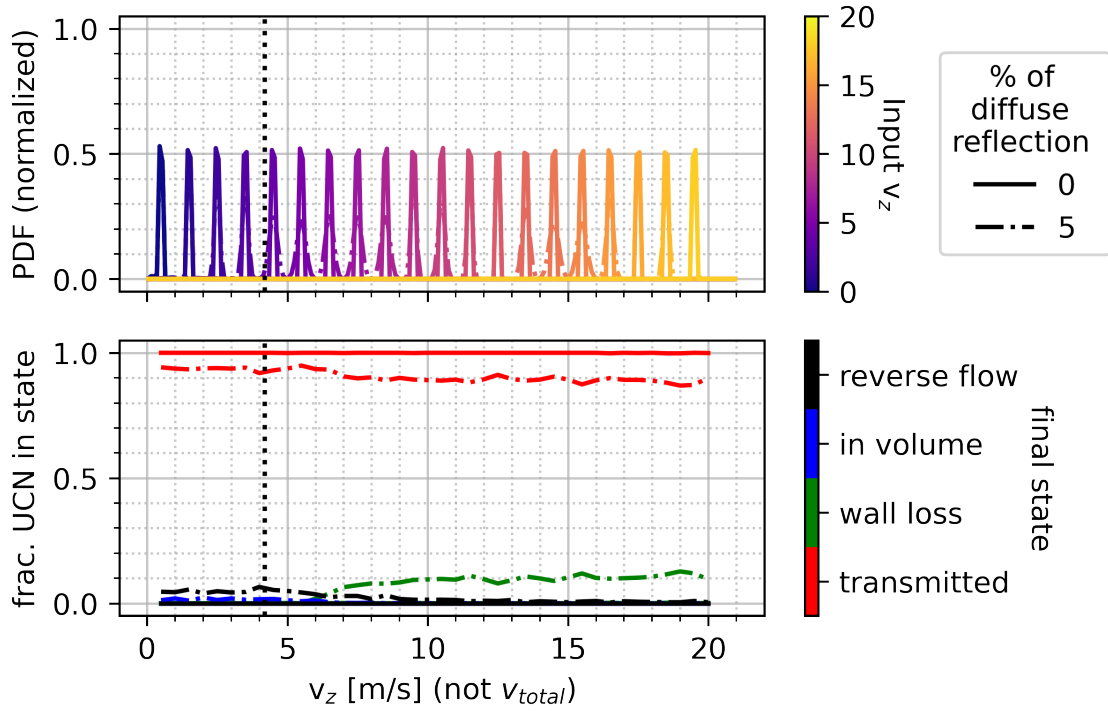 PDF (normalized)
1.0
0.5
0.0
20
15
10
5
0
Input v_z
% of
diffuse
reflection
0
5
frac. UCN in state
1.0
0.5
0.0
0
5
10
15
20
v_z [m/s] (not v_total)
reverse flow
in volume
wall loss
transmitted
final state